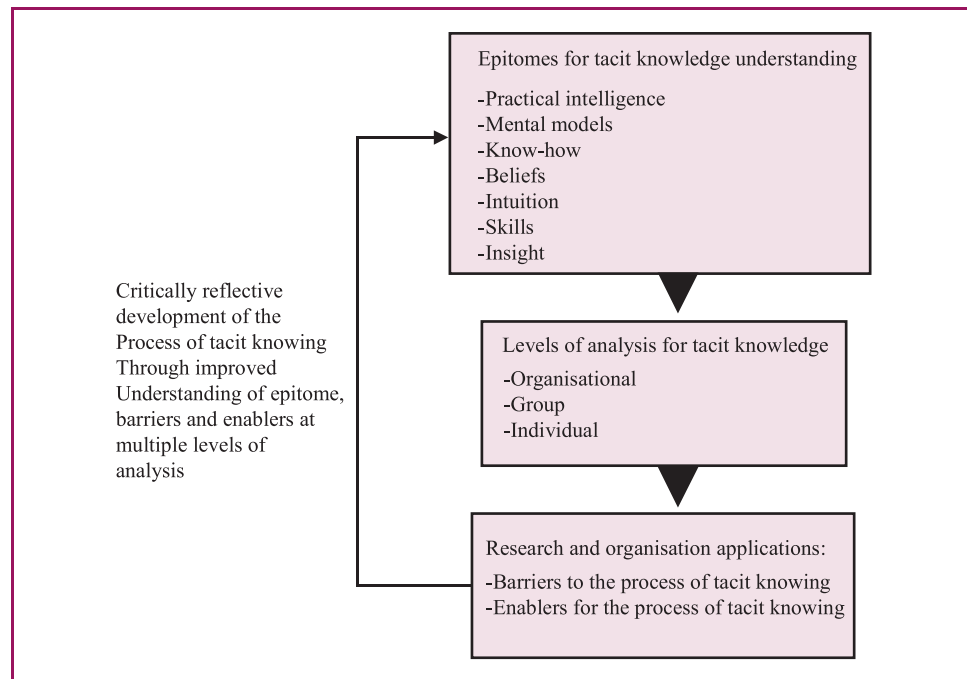 Epitomes for tacit knowledge understanding
-Practical intelligence
-Mental models
-Know-how
-Beliefs
-Intuition
-Skills
-Insight
Critically reflective
development of the
Process of tacit knowing
Through improved
Understanding of epitome,
barriers and enablers at
multiple levels of
analysis
Levels of analysis for tacit knowledge
-Organisational
-Group
-Individual
Research and organisation applications:
-Barriers to the process of tacit knowing
-Enablers for the process of tacit knowing